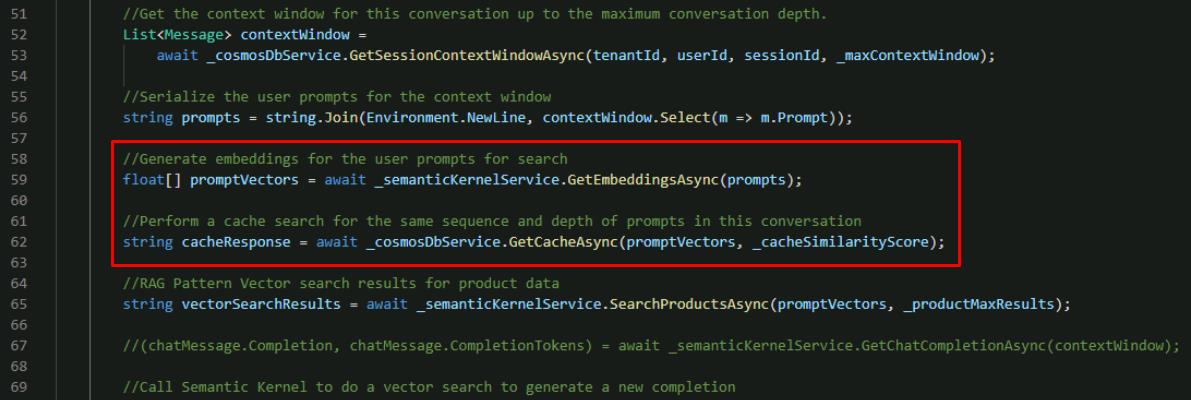 51 //Get the context window for this conversation up to the maximum conversation depth.
52 List<Message> contextWindow =
53 await _cosmosDbService.GetSessionContextWindowAsync(tenantId, userId, sessionId, _maxContextWindow);
54
55 //Serialize the user prompts for the context window
56 string prompts = string.Join(Environment.NewLine, contextWindow.Select(m => m.Prompt));
57
58 //Generate embeddings for the user prompts for search
59 float[] promptVectors = await _semanticKernelService.GetEmbeddingsAsync(prompts);
60
61 //Perform a cache search for the same sequence and depth of prompts in this conversation
62 string cacheResponse = await _cosmosDbService.GetCacheAsync(promptVectors, _cacheSimilarityScore);
63
64 //RAG Pattern Vector search results for product data
65 string vectorSearchResults = await _semanticKernelService.SearchProductsAsync(promptVectors, _productMaxResults);
66
67 //(chatMessage.Completion, chatMessage.CompletionTokens) = await _semanticKernelService.GetChatCompletionAsync(contextWindow);
68
69 //Call Semantic Kernel to do a vector search to generate a new completion